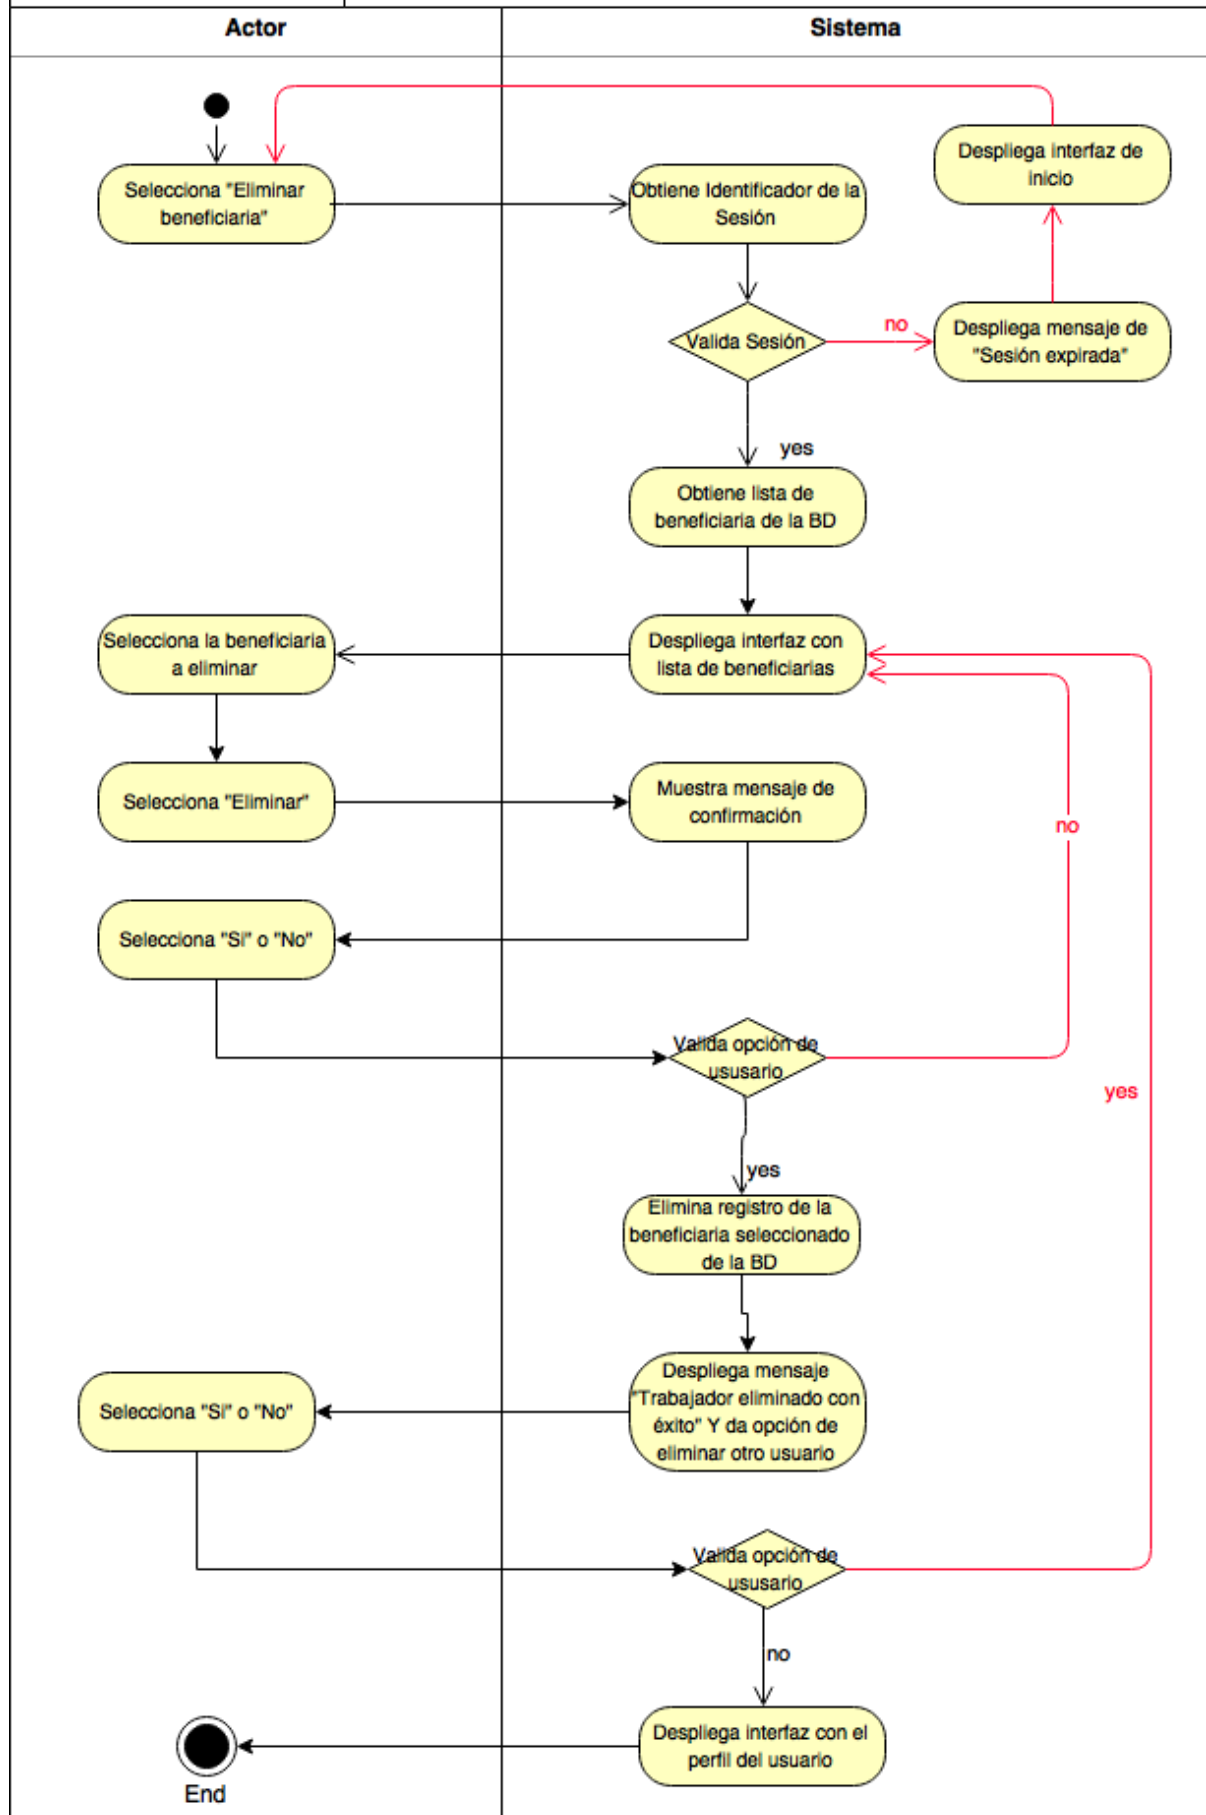 Actor
Sistema
Despliega interfaz de
inicio
Selecciona "Eliminar
beneficiaria"
Obtiene Identificador de la
Sesión
Valida Sesión
no
Despliega mensaje de
"Sesión expirada"
yes
Obtiene lista de
beneficiaria de la BD
Selecciona la beneficiaria
a eliminar
Despliega interfaz con
lista de beneficiarias
Selecciona "Eliminar"
Muestra mensaje de
confirmación
no
Selecciona "Si" o "No"
Valida opción de
ususario
yes
yes
Elimina registro de la
beneficiaria seleccionado
de la BD
Despliega mensaje
"Trabajador eliminado con
éxito" Y da opción de
eliminar otro usuario
Selecciona "Si" o "No"
Valida opción de
ususario
no
Despliega interfaz con el
perfil del usuario
End